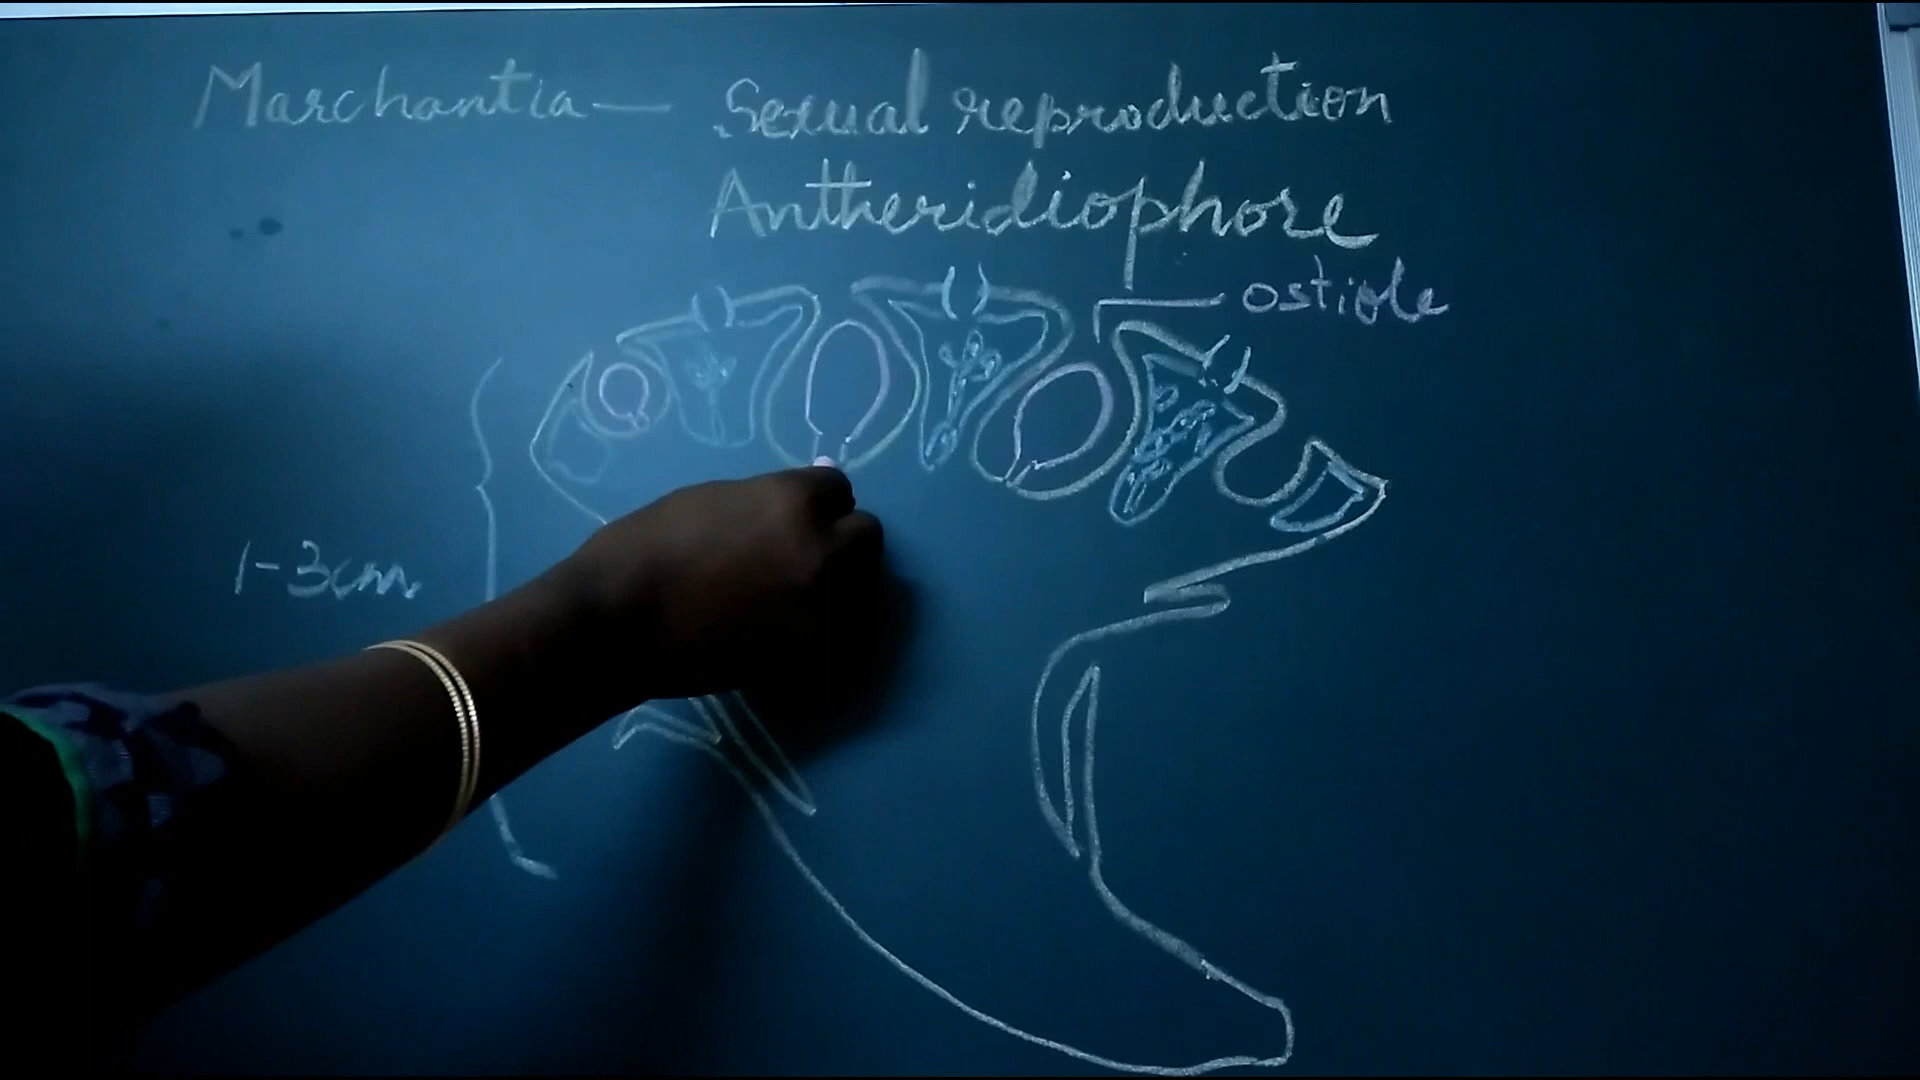 Marchantia — Sexual reproduction
Antheridiophore
ostiole
1-3cm